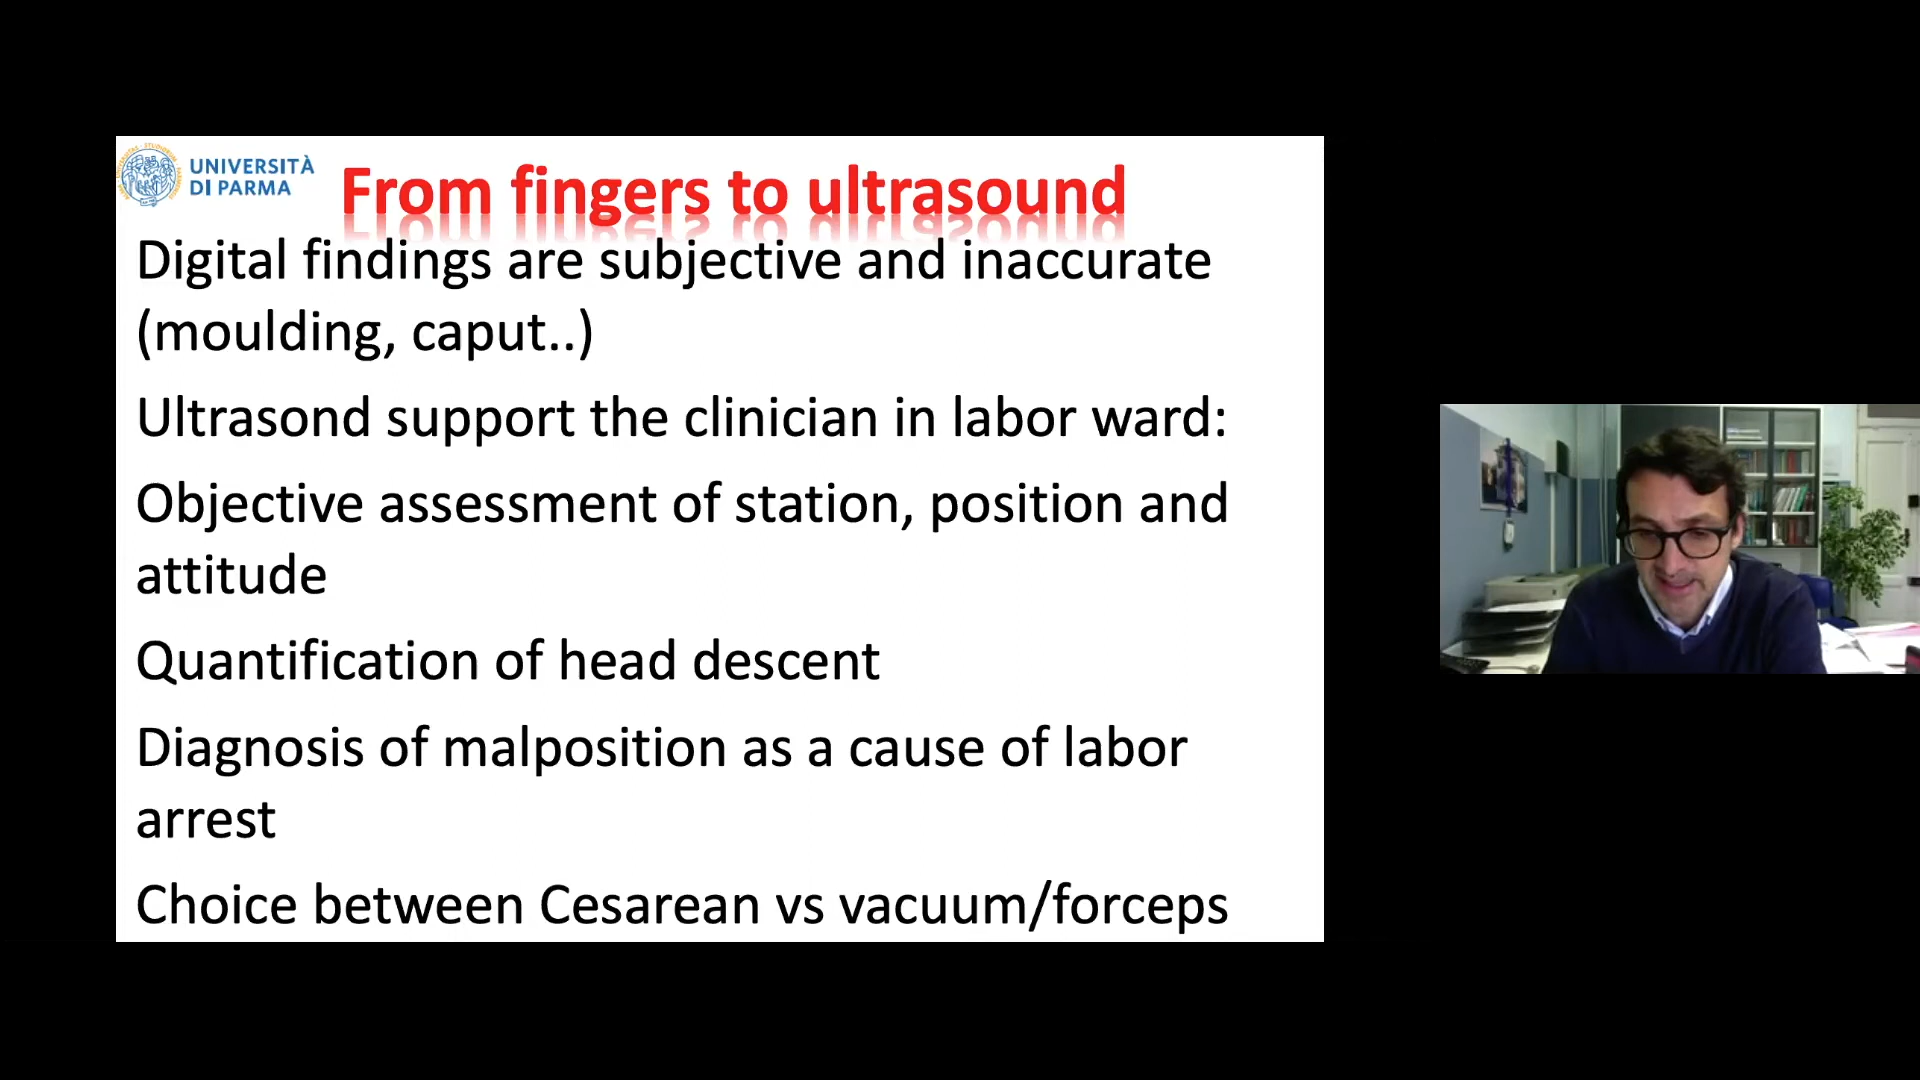 UNIVERSITÀ
DI PARMA
From fingers to ultrasound
Digital findings are subjective and inaccurate
(moulding, caput..)
Ultrasond support the clinician in labor ward:
Objective assessment of station, position and
attitude
Quantification of head descent
Diagnosis of malposition as a cause of labor
arrest
Choice between Cesarean vs vacuum/forceps